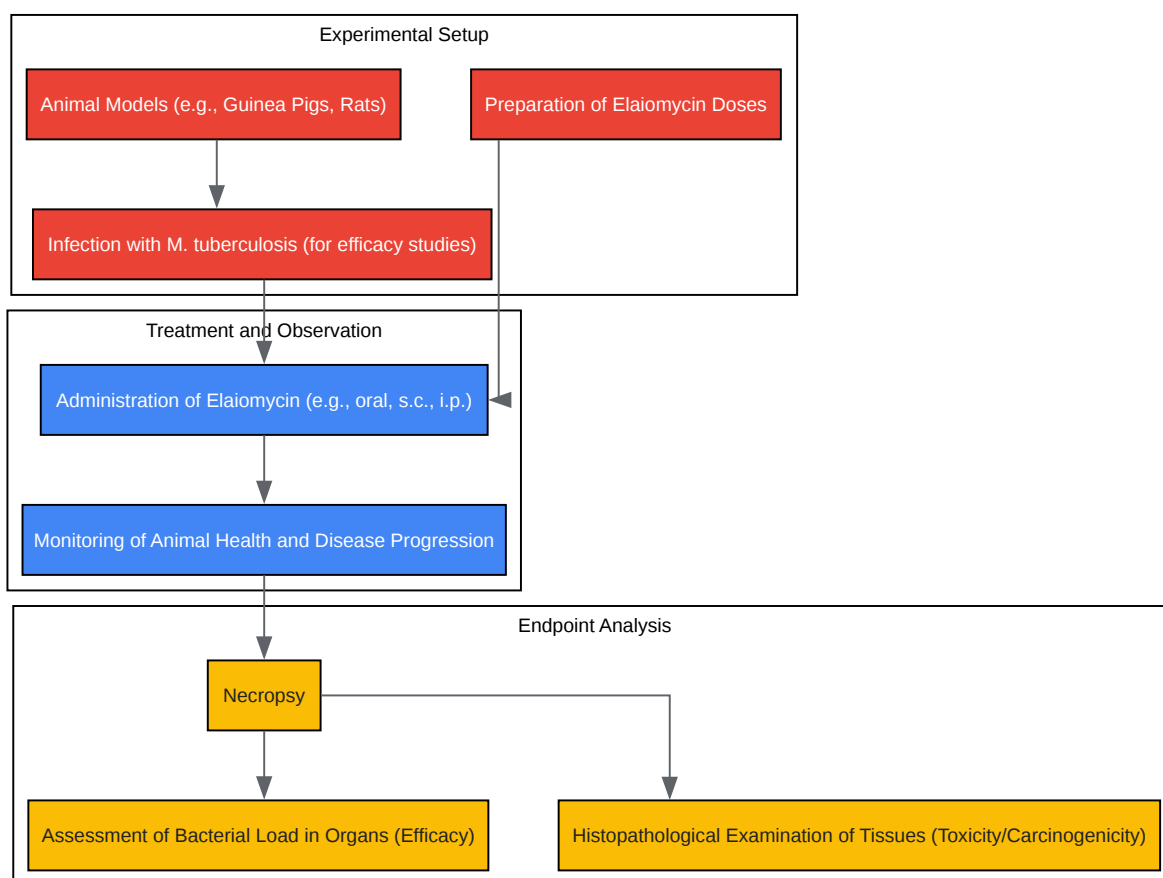 Experimental Setup
Animal Models (e.g., Guinea Pigs, Rats)
Preparation of Elaiomycin Doses
Infection with M. tuberculosis (for efficacy studies)
Treatment and Observation
Administration of Elaiomycin (e.g., oral, s.c., i.p.)
Monitoring of Animal Health and Disease Progression
Endpoint Analysis
Necropsy
Assessment of Bacterial Load in Organs (Efficacy)
Histopathological Examination of Tissues (Toxicity/Carcinogenicity)